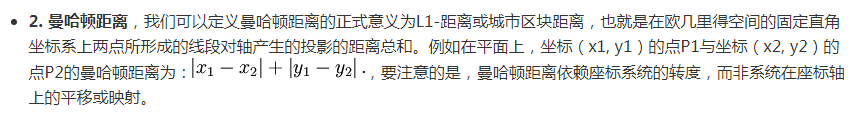 • 2. 曼哈顿距离，我们可以定义曼哈顿距离的正式意义为L1-距离或城市区块距离，也就是在欧几里得空间的固定直角
坐标系上两点所形成的线段对轴产生的投影的距离总和。例如在平面上，坐标（x1, y1）的点P1与坐标（x2, y2）的
点P2的曼哈顿距离为：|x₁ − x₂| + |y₁ − y₂| .，要注意的是，曼哈顿距离依赖座标系统的转度，而非系统在座标轴
上的平移或映射。